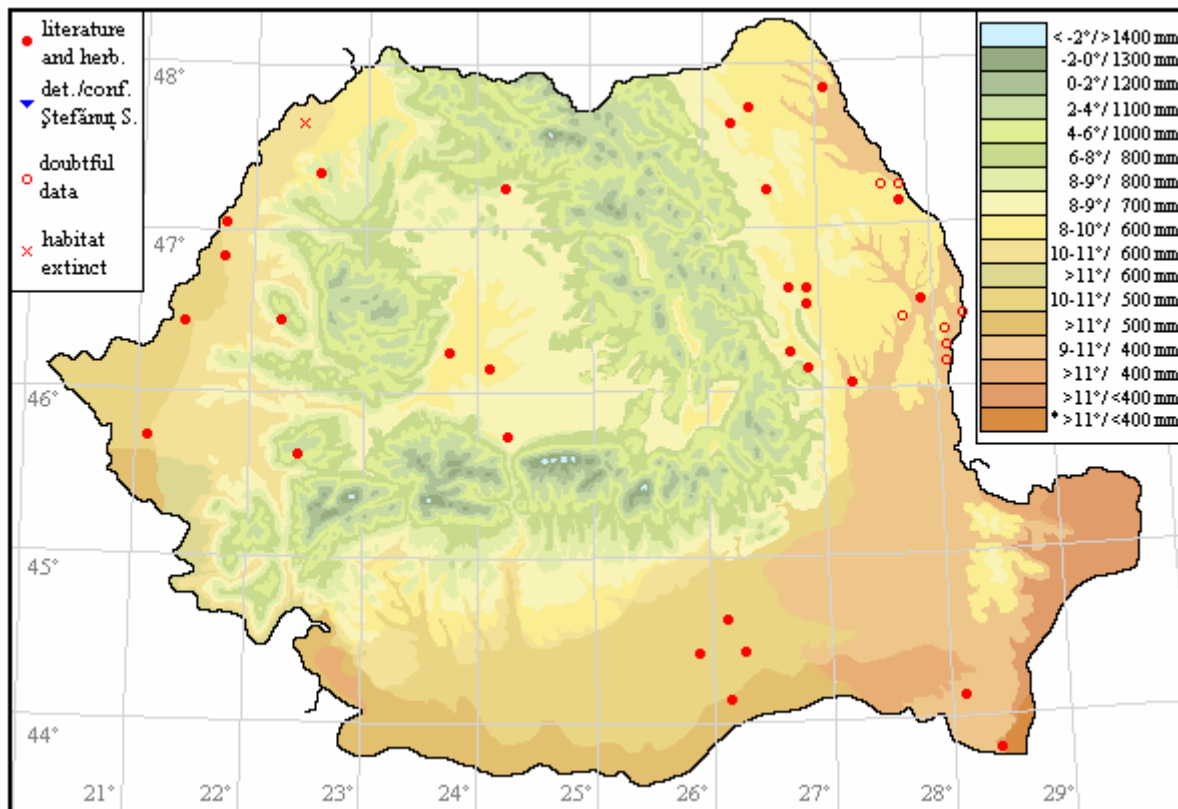 literature
and herb.
det./conf.
Ștefănuț S.
doubtful
data
habitat
extinct
< -2°/>1400 mm
-2-0°/1300 mm
0-2°/1200 mm
2-4°/1100 mm
4-6°/1000 mm
6-8°/ 800 mm
8-9°/ 800 mm
8-9°/ 700 mm
8-10°/ 600 mm
10-11°/ 600 mm
>11°/ 600 mm
10-11°/ 500 mm
>11°/ 500 mm
9-11°/ 400 mm
>11°/ 400 mm
>11°/<400 mm
* >11°/<400 mm
48°
47°
46°
45°
44°
21° 22° 23° 24° 25° 26° 27° 28° 29°